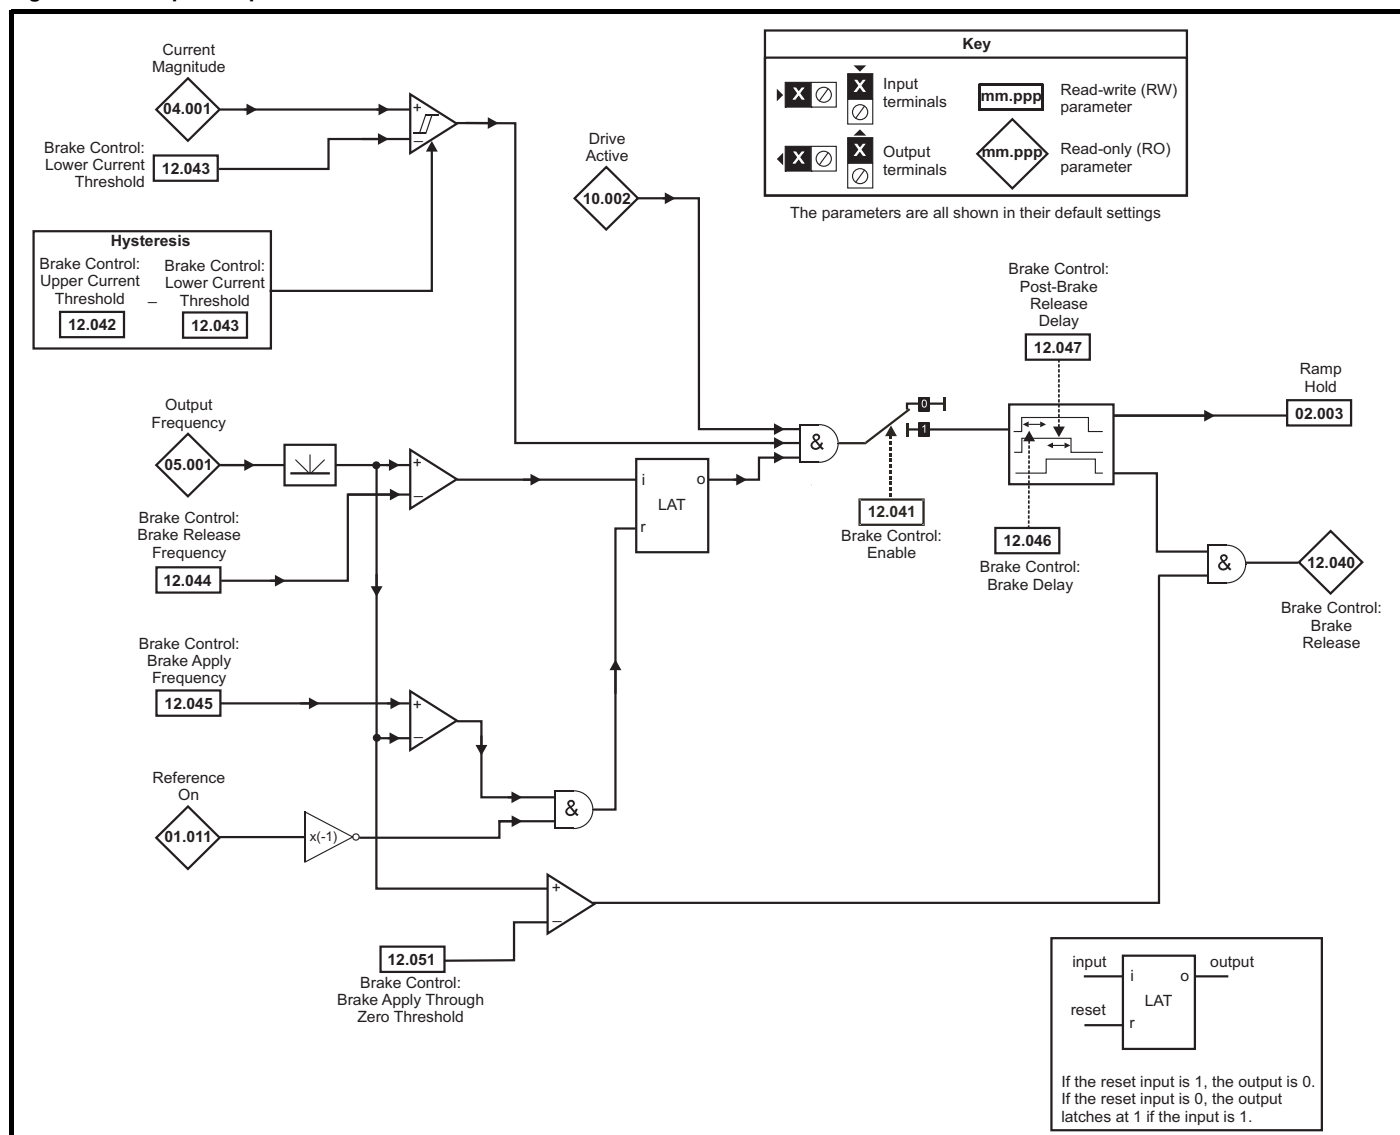 Current
Magnitude
04.001
+
−
Brake Control:
Lower Current
Threshold
12.043
Hysteresis
Brake Control:
Upper Current
Threshold
12.042
–
Brake Control:
Lower Current
Threshold
12.043
Drive
Active
10.002
Key
X
X
Input
terminals
mm.ppp
Read-write (RW)
parameter
X
X
Output
terminals
mm.ppp
Read-only (RO)
parameter
The parameters are all shown in their default settings
Output
Frequency
05.001
+
−
Brake Control:
Brake Release
Frequency
12.044
i
o
LAT
r
&
0
1
12.041
Brake Control:
Enable
Brake Control:
Post-Brake
Release
Delay
12.047
12.046
Brake Control:
Brake Delay
Ramp
Hold
02.003
&
12.040
Brake Control:
Brake
Release
Brake Control:
Brake Apply
Frequency
12.045
+
−
Reference
On
01.011
x(-1)
&
+
−
12.051
Brake Control:
Brake Apply Through
Zero Threshold
input
i
o
output
LAT
reset
r
If the reset input is 1, the output is 0.
If the reset input is 0, the output
latches at 1 if the input is 1.